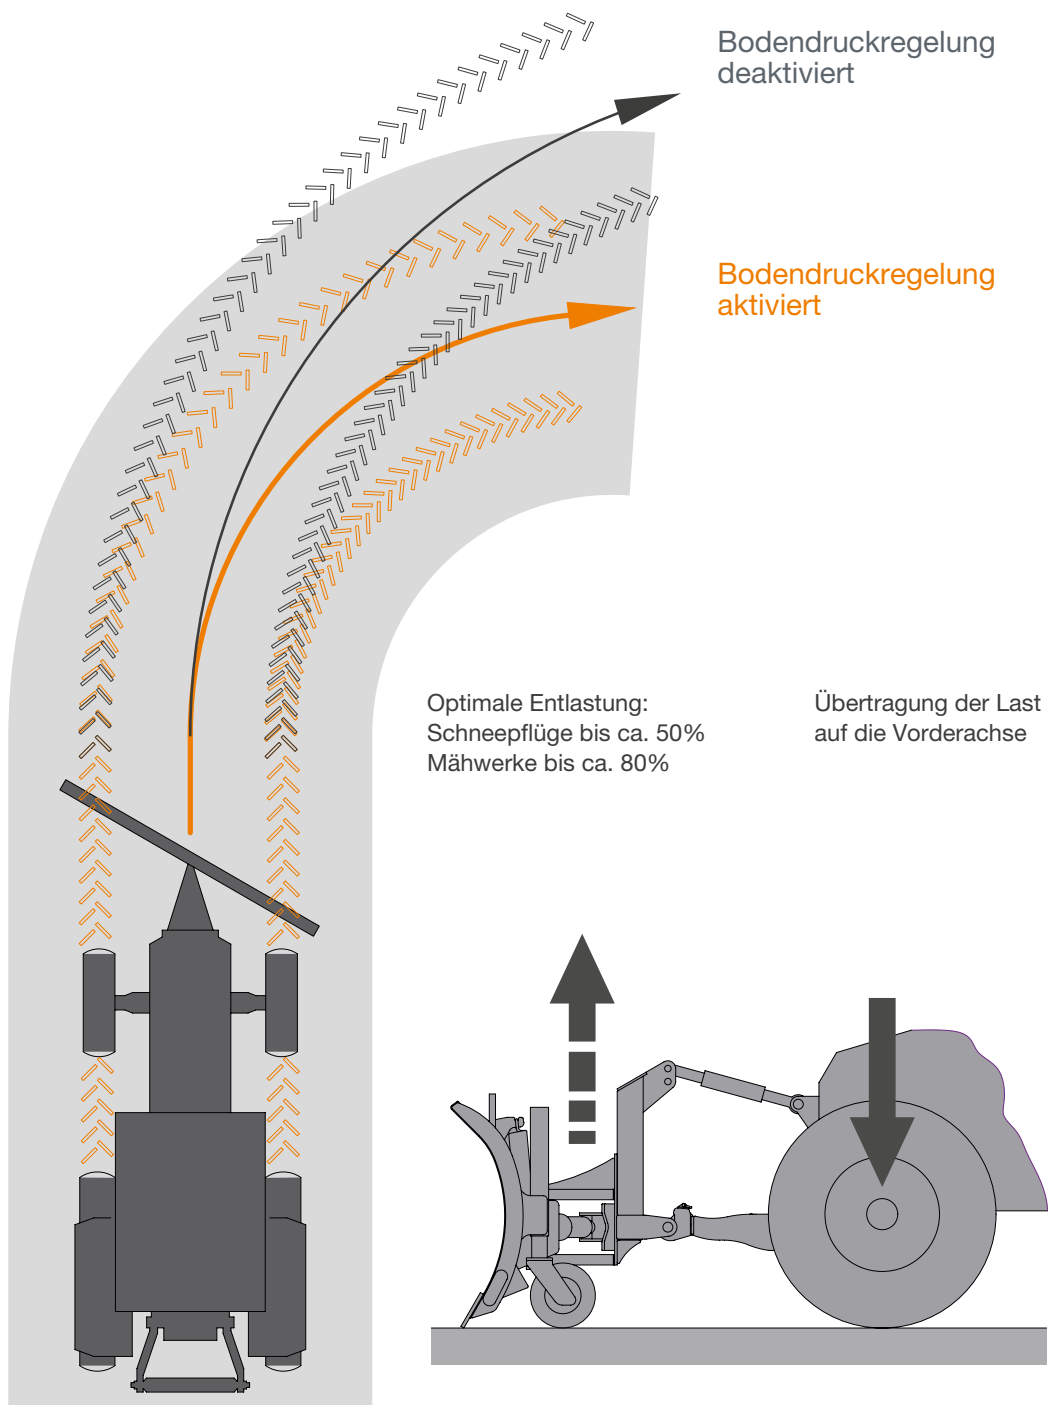 Bodendruckregelung
deaktiviert
Bodendruckregelung
aktiviert
Optimale Entlastung:
Schneepflüge bis ca. 50%
Mähwerke bis ca. 80%
Übertragung der Last
auf die Vorderachse